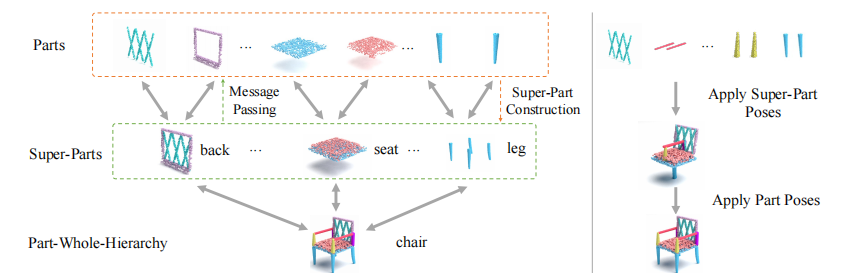 Parts
...
...
Message
Passing
Super-Part
Construction
Super-Parts
back
...
seat
...
leg
Part-Whole-Hierarchy
chair
...
Apply Super-Part
Poses
Apply Part Poses